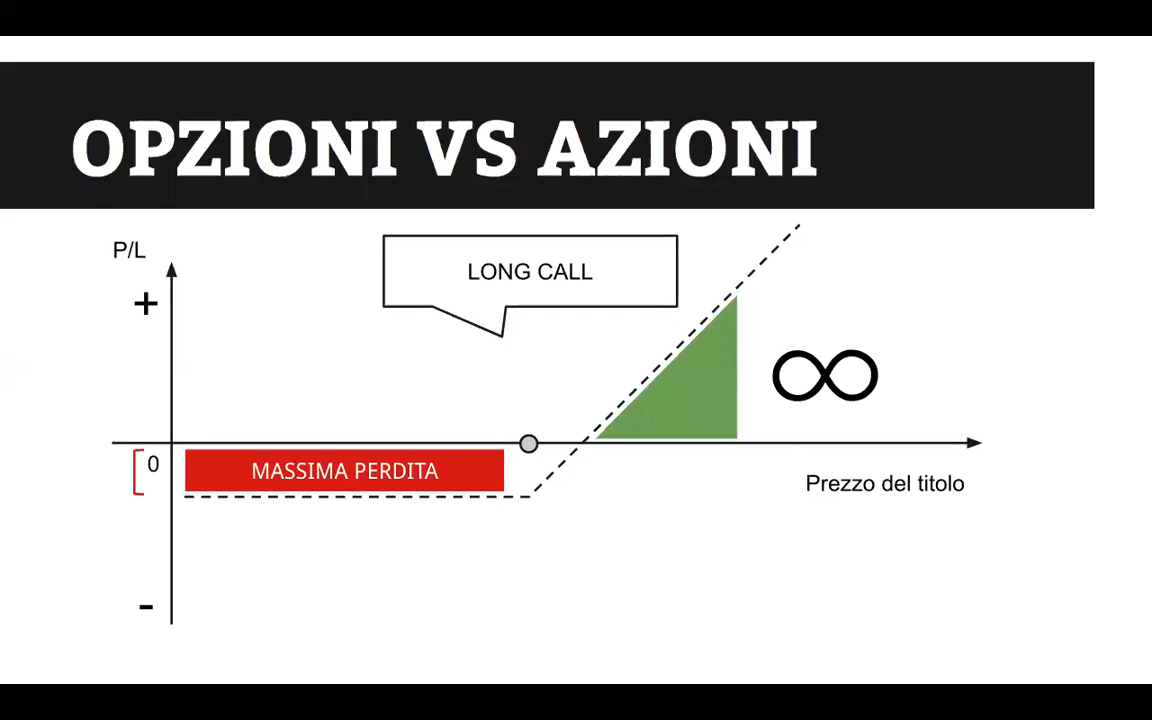 OPZIONI VS AZIONI
P/L
LONG CALL
+
∞
0
MASSIMA PERDITA
Prezzo del titolo
-